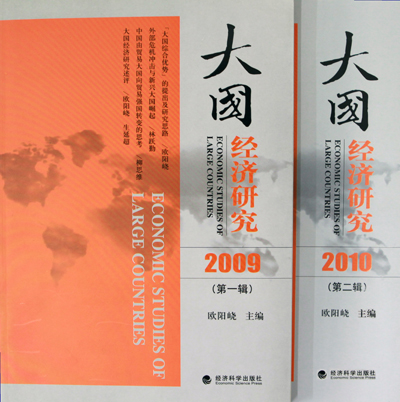 "大国综合优势"的提出及研究思路 欧阳峣
外部危机冲击与新兴大国崛起 林跃勤
中国由贸易大国向贸易强国转变的思考 柳思维
大国经济研究述评 欧阳峣 生延超
ECONOMIC STUDIES OF
LARGE COUNTRIES
大国
经济研究
ECONOMIC STUDIES OF
LARGE COUNTRIES
2009
(第一辑)
欧阳峣 主编
经济科学出版社
Economic Science Press
大国
经济研究
ECONOMIC STUDIES OF
LARGE COUNTRIES
2010
(第二辑)
欧阳峣 主编
经济科学出版社
Economic Science Press